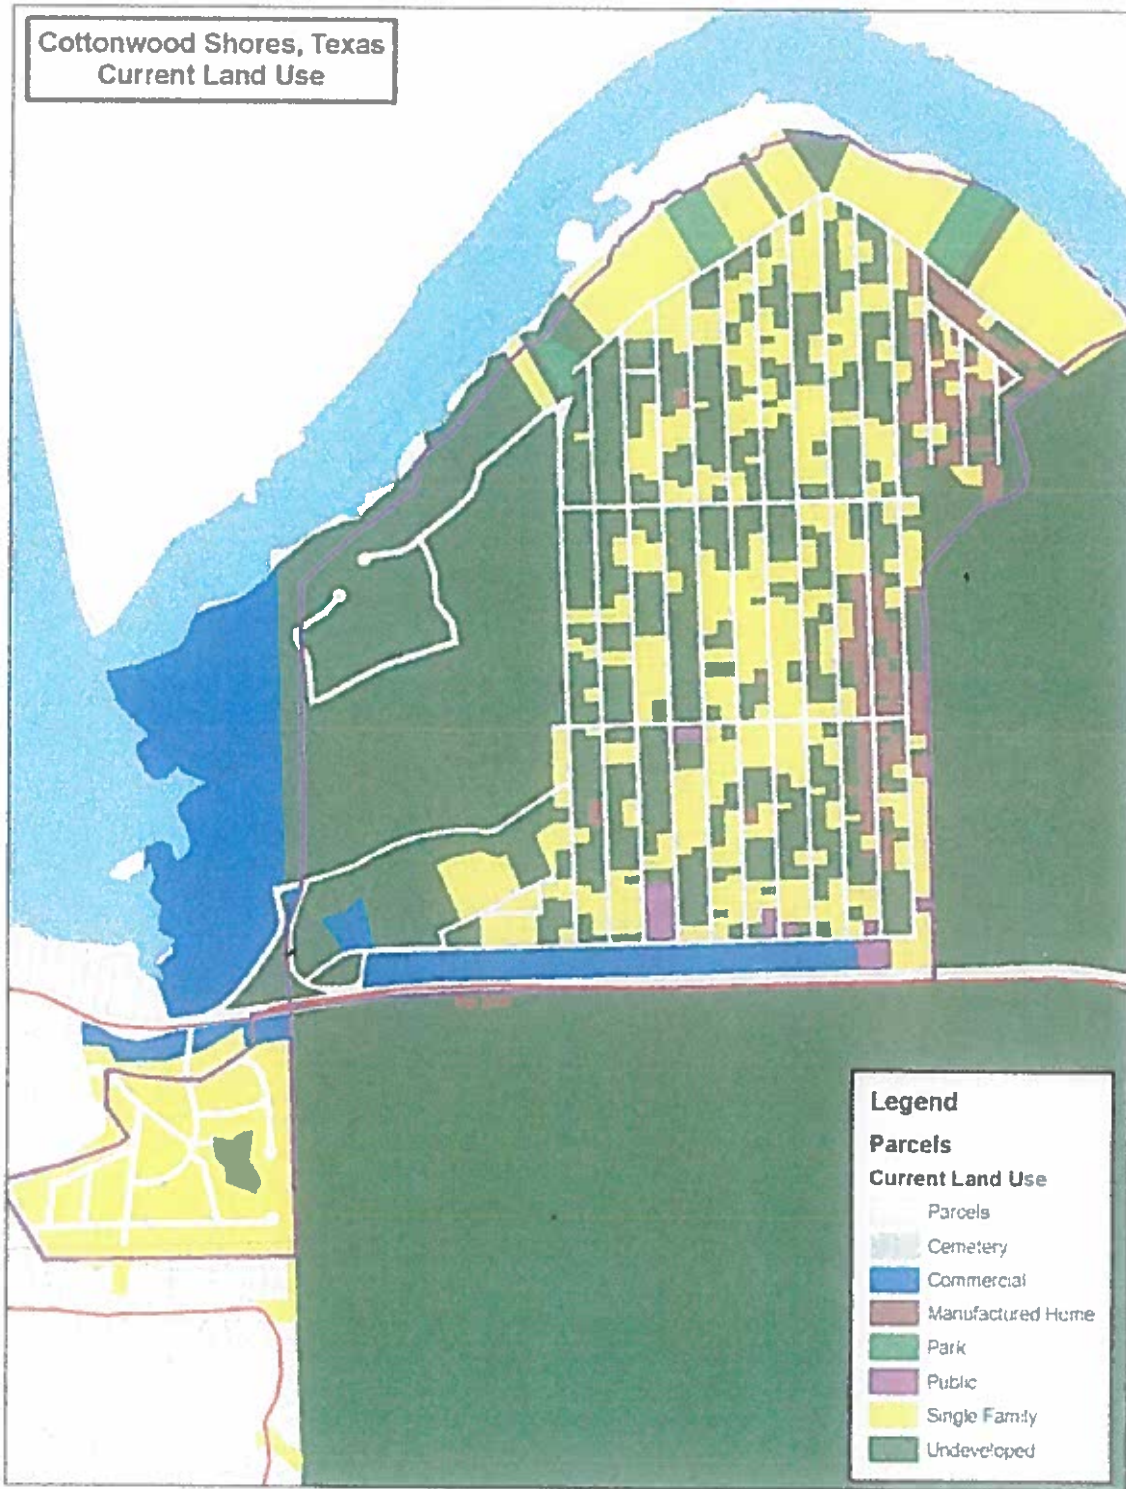 Cottonwood Shores, Texas
Current Land Use
Legend
Parcels
Current Land Use
Parcels
Cemetery
Commercial
Manufactured Home
Park
Public
Single Family
Undeveloped